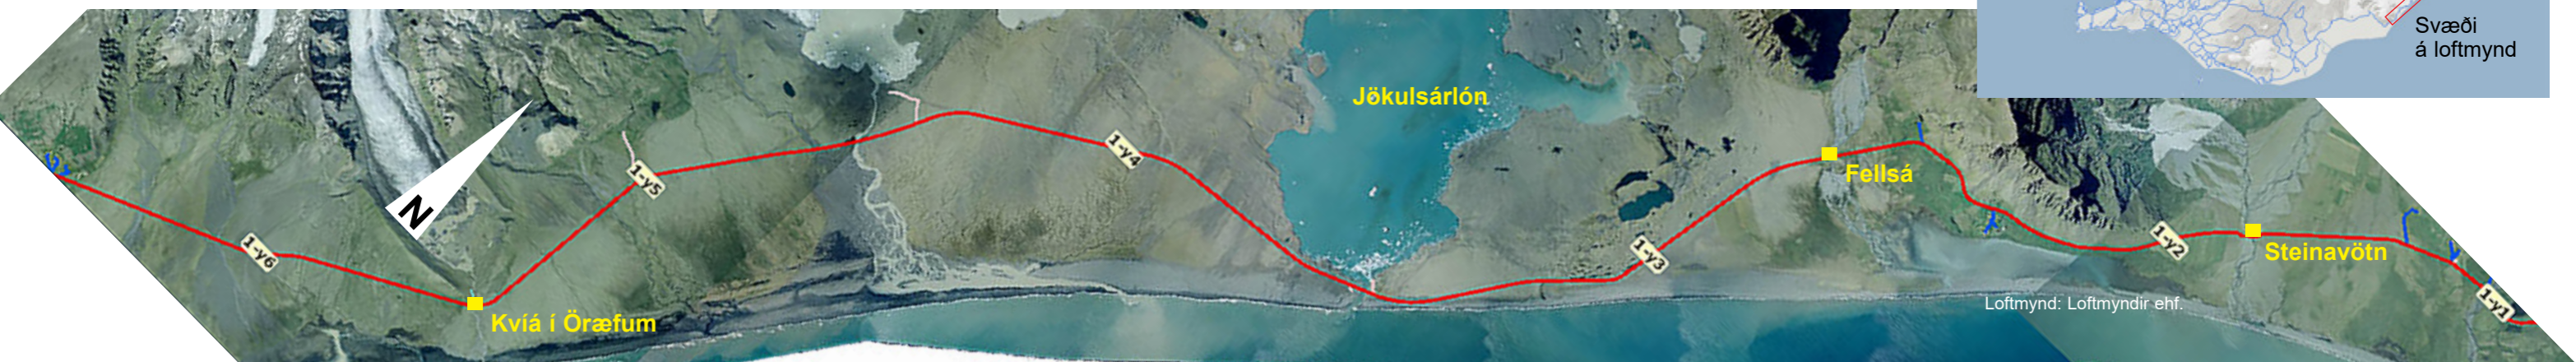 Svæði
á loftmynd
Jökulsárlón
1-y4
1-y5
Fellsá
N
1-y6
1-y3
1-y2
Steinavötn
Kvíá í Öræfum
Loftmynd: Loftmyndir ehf.
1-y1